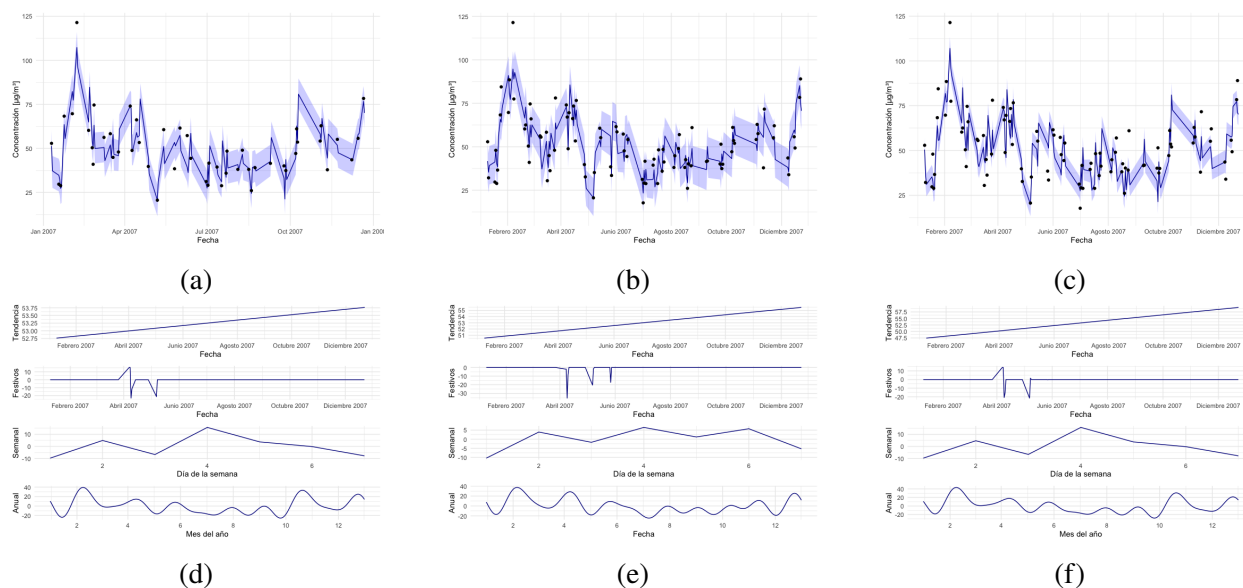 125
100
75
50
25
Concentración [µg/m³]
Jan 2007 Apr 2007 Jul 2007 Oct 2007 Jan 200
Fecha
(a)
125
100
75
50
25
Concentración [µg/m³]
Febrero 2007 Abril 2007 Junio 2007 Agosto 2007 Octubre 2007 Diciembre 2007
Fecha
(b)
125
100
75
50
25
Concentración [µg/m³]
Febrero 2007 Abril 2007 Junio 2007 Agosto 2007 Octubre 2007 Diciembre 2007
Fecha
(c)
Tendencia
53.75
53.50
53.25
53.00
52.75
Febrero 2007 Abril 2007 Junio 2007 Agosto 2007 Octubre 2007 Diciembre 2007
Fecha
Festivos
10
0
-10
-20
Febrero 2007 Abril 2007 Junio 2007 Agosto 2007 Octubre 2007 Diciembre 2007
Fecha
Semanal
10
0
-10
2 4 6
Día de la semana
Anual
40
20
0
-20
2 4 6 8 10 12
Mes del año
(d)
Tendencia
55
54
53
52
51
Febrero 2007 Abril 2007 Junio 2007 Agosto 2007 Octubre 2007 Diciembre 2007
Fecha
Festivos
0
-10
-20
-30
Febrero 2007 Abril 2007 Junio 2007 Agosto 2007 Octubre 2007 Diciembre 2007
Fecha
Semanal
5
0
-5
-10
2 4 6
Día de la semana
Anual
40
20
0
-20
2 4 6 8 10 12
Fecha
(e)
Tendencia
57.5
55.0
52.5
50.0
47.5
Febrero 2007 Abril 2007 Junio 2007 Agosto 2007 Octubre 2007 Diciembre 2007
Fecha
Festivos
10
0
-10
-20
Febrero 2007 Abril 2007 Junio 2007 Agosto 2007 Octubre 2007 Diciembre 2007
Fecha
Semanal
10
0
-10
2 4 6
Día de la semana
Anual
40
20
0
-20
2 4 6 8 10 12
Mes del año
(f)